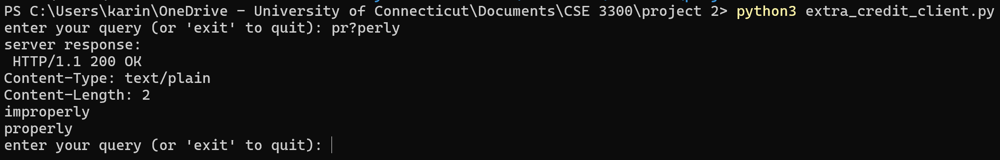 PS C:\Users\karin\OneDrive - University of Connecticut\Documents\CSE 3300\project 2> python3 extra_credit_client.py
enter your query (or 'exit' to quit): pr?perly
server response:
 HTTP/1.1 200 OK
Content-Type: text/plain
Content-Length: 2
improperly
properly
enter your query (or 'exit' to quit):